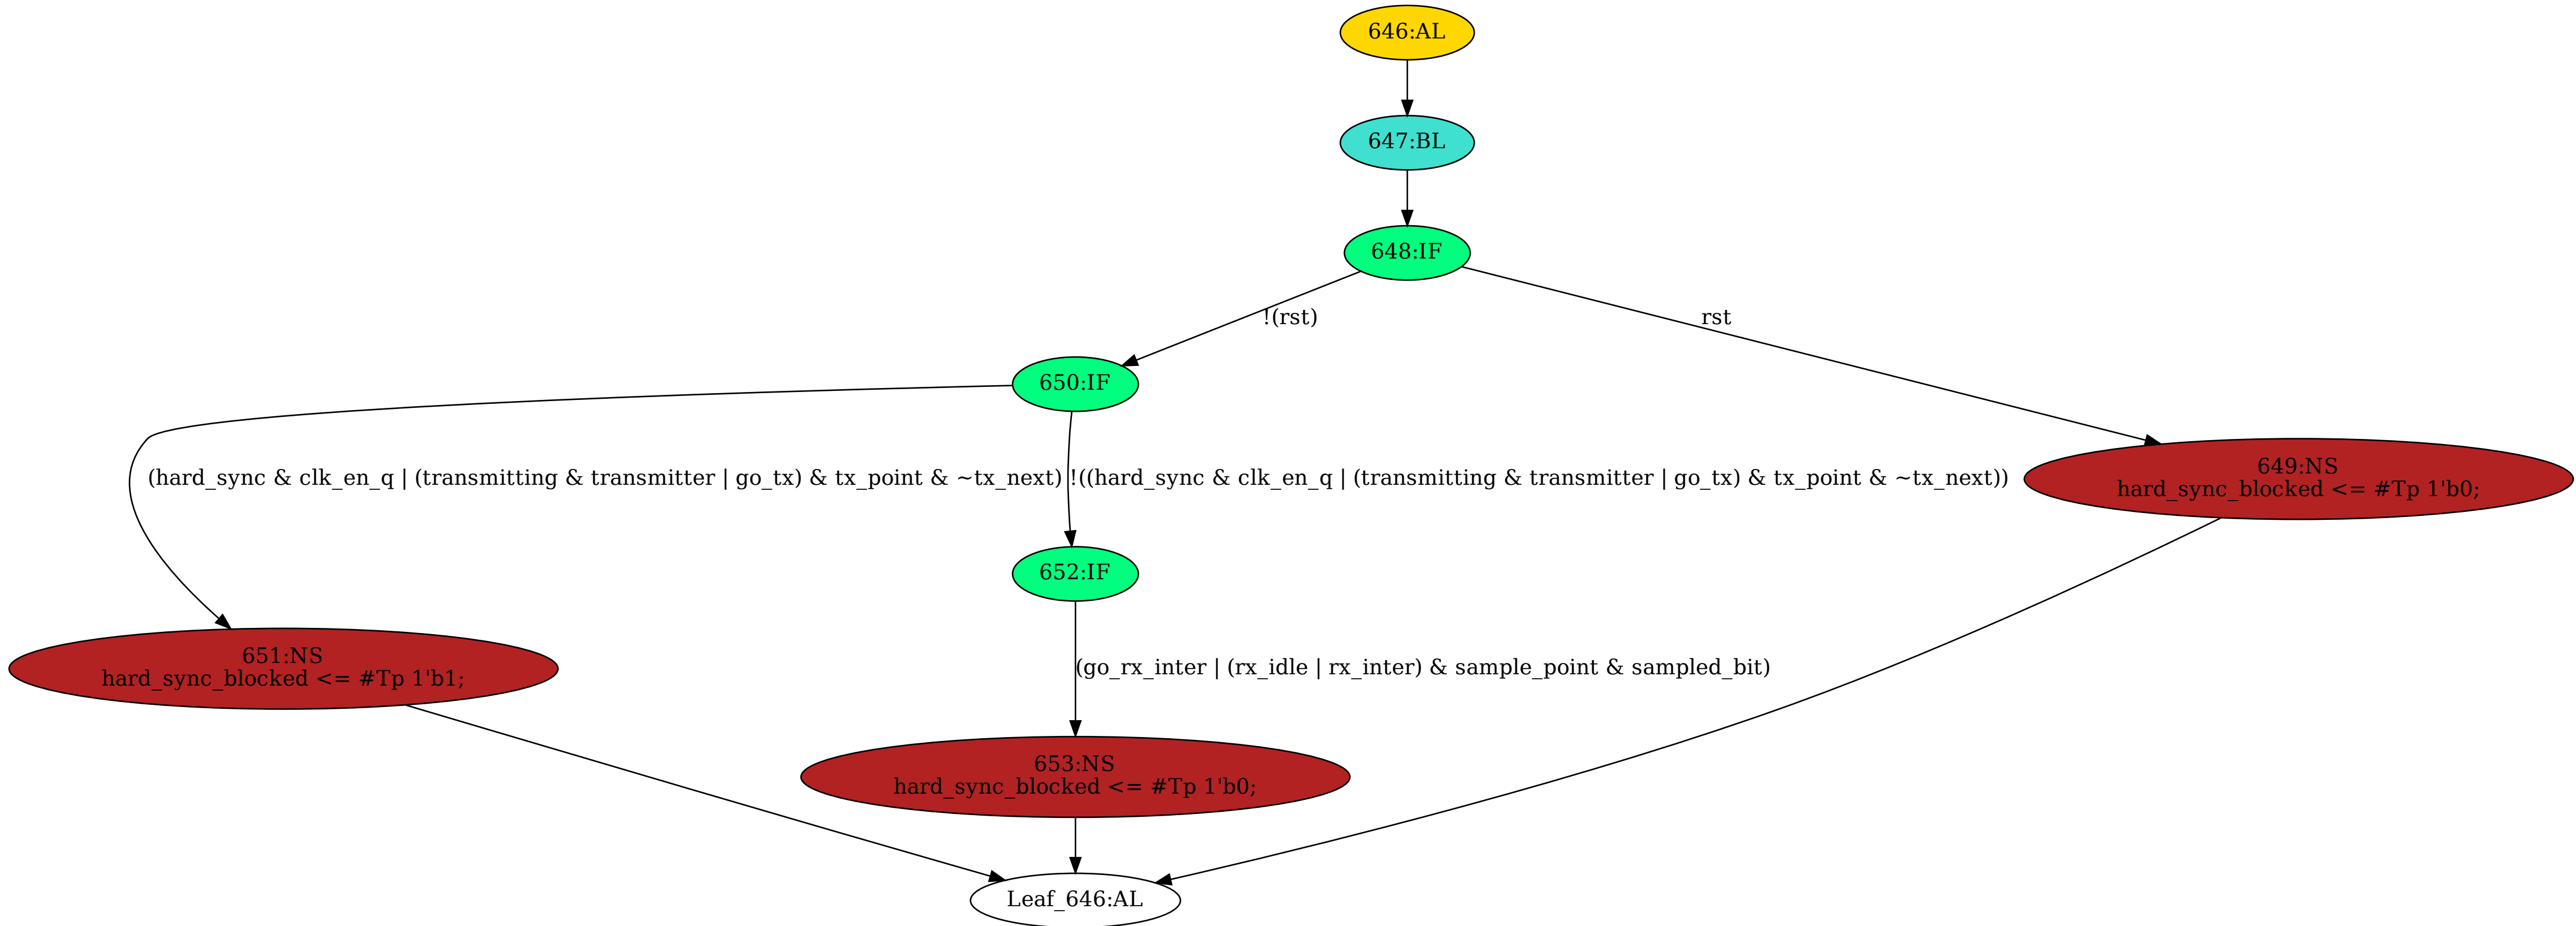 646:AL
647:BL
648:IF
!(rst)
rst
650:IF
(hard_sync & clk_en_q | (transmitting & transmitter | go_tx) & tx_point & ~tx_next)
!((hard_sync & clk_en_q | (transmitting & transmitter | go_tx) & tx_point & ~tx_next))
649:NS
hard_sync_blocked <= #Tp 1'b0;
652:IF
651:NS
hard_sync_blocked <= #Tp 1'b1;
(go_rx_inter | (rx_idle | rx_inter) & sample_point & sampled_bit)
653:NS
hard_sync_blocked <= #Tp 1'b0;
Leaf_646:AL